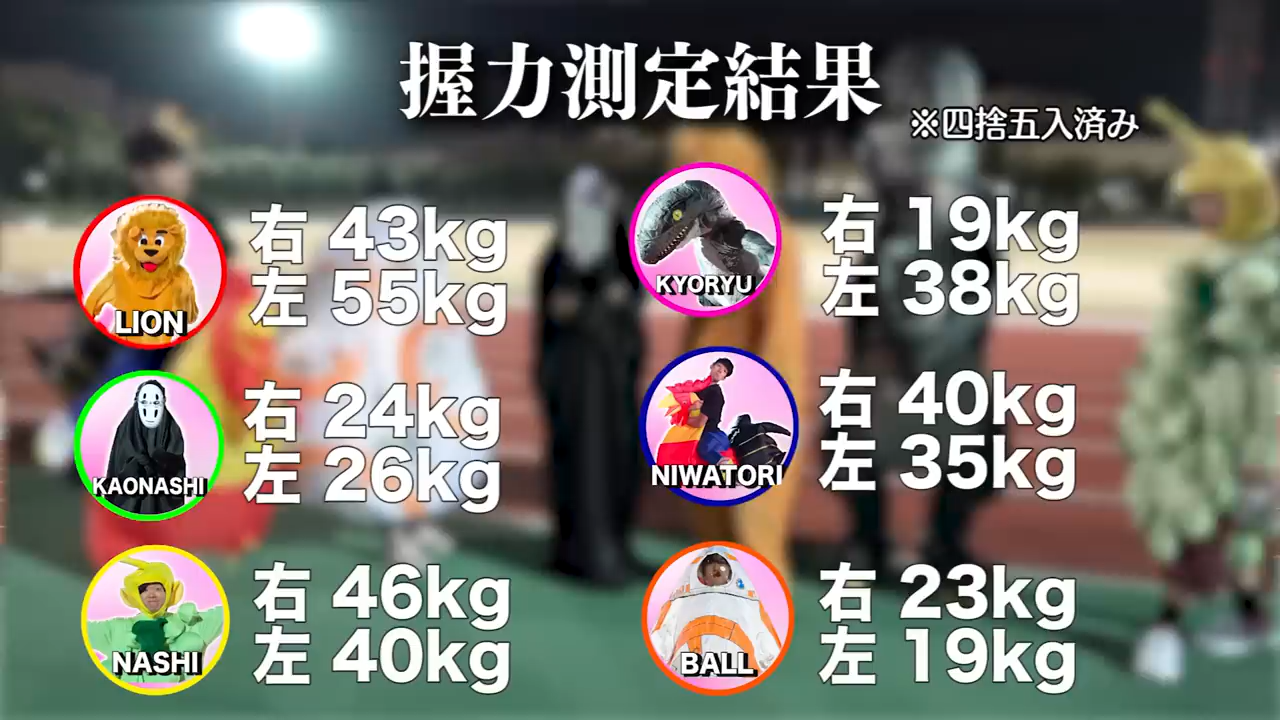 握力測定結果
※四捨五入済み
LION
右 43kg
左 55kg
KYORYU
右 19kg
左 38kg
KAONASHI
右 24kg
左 26kg
NIWATORI
右 40kg
左 35kg
NASHI
右 46kg
左 40kg
BALL
右 23kg
左 19kg